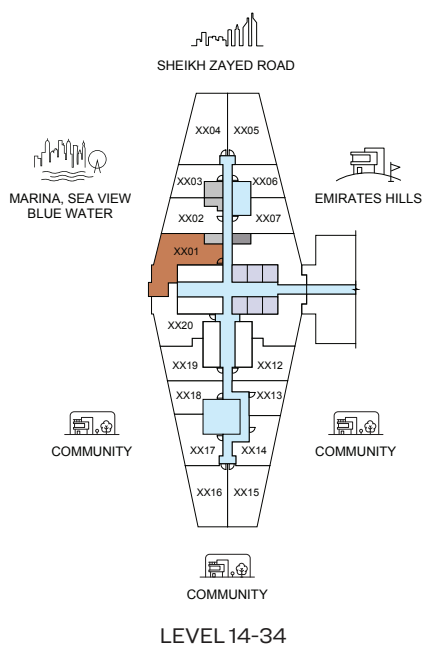 SHEIKH ZAYED ROAD
XX04
XX05
MARINA, SEA VIEW
BLUE WATER
XX03
XX06
EMIRATES HILLS
XX02
XX07
XX01
XX20
XX19
XX12
XX18
XX13
COMMUNITY
XX17
XX14
COMMUNITY
XX16
XX15
COMMUNITY
LEVEL 14-34